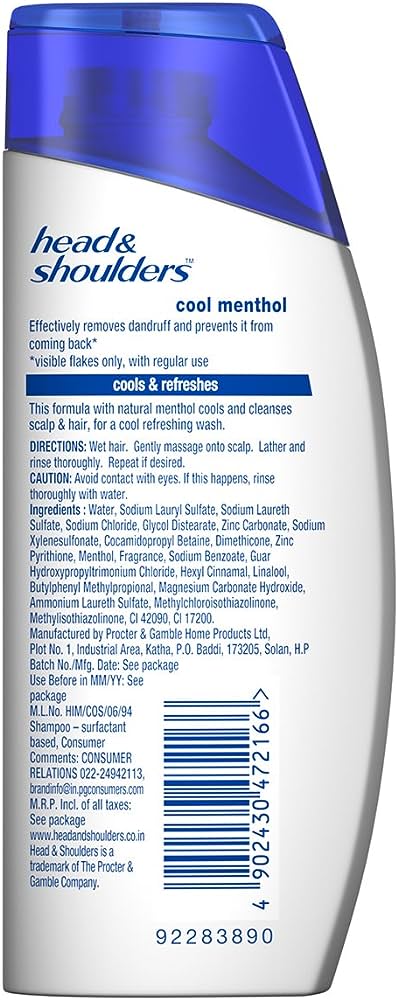 head&
shoulders™
cool menthol
Effectively removes dandruff and prevents it from
coming back*
*visible flakes only, with regular use
cools & refreshes
This formula with natural menthol cools and cleanses
scalp & hair, for a cool refreshing wash.
DIRECTIONS: Wet hair. Gently massage onto scalp. Lather and
rinse thoroughly. Repeat if desired.
CAUTION: Avoid contact with eyes. If this happens, rinse
thoroughly with water.
Ingredients : Water, Sodium Lauryl Sulfate, Sodium Laureth
Sulfate, Sodium Chloride, Glycol Distearate, Zinc Carbonate, Sodium
Xylenesulfonate, Cocamidopropyl Betaine, Dimethicone, Zinc
Pyrithione, Menthol, Fragrance, Sodium Benzoate, Guar
Hydroxypropyltrimonium Chloride, Hexyl Cinnamal, Linalool,
Butylphenyl Methylpropional, Magnesium Carbonate Hydroxide,
Ammonium Laureth Sulfate, Methylchloroisothiazolinone,
Methylisothiazolinone, CI 42090, CI 17200.
Manufactured by Procter & Gamble Home Products Ltd,
Plot No. 1, Industrial Area, Katha, P.O. Baddi, 173205, Solan, H.P
Batch No./Mfg. Date: See package
Use Before in MM/YY: See
package
M.L.No. HIM/COS/06/94
Shampoo – surfactant
based, Consumer
Comments: CONSUMER
RELATIONS 022-24942113,
brandinfo@in.pgconsumers.com
M.R.P. Incl. of all taxes:
See package
www.headandshoulders.co.in
Head & Shoulders is a
trademark of The Procter &
Gamble Company.
4 902430 472166 >
92283890